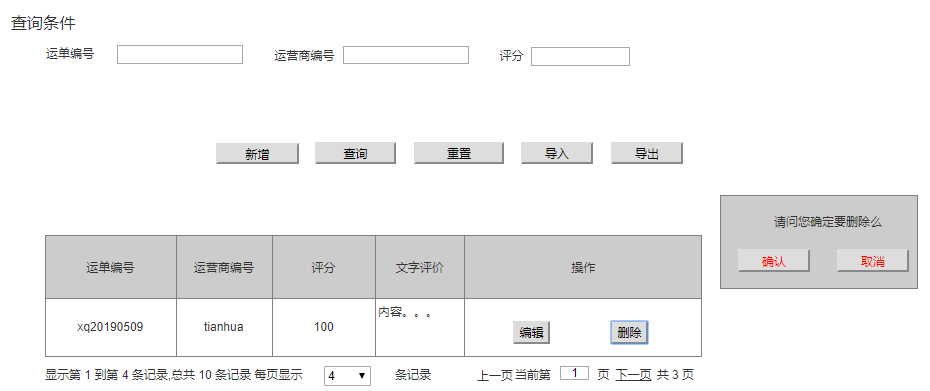 查询条件
运单编号 运营商编号 评分
新增 查询 重置 导入 导出
请问您确定要删除么
确认 取消
运单编号 运营商编号 评分 文字评价 操作
xq20190509 tianhua 100 内容。。。 编辑 删除
显示第 1 到第 4 条记录,总共 10 条记录 每页显示 4 条记录 上一页 当前第 1 页 下一页 共 3 页